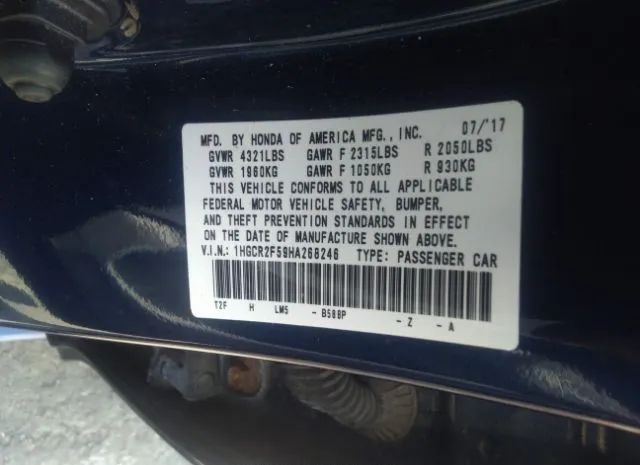 MFD. BY HONDA OF AMERICA MFG., INC. 07/'17
GVWR 4321LBS GAWR F 2315LBS R 2050LBS
GVWR 1960KG GAWR F 1050KG R 930KG
THIS VEHICLE CONFORMS TO ALL APPLICABLE
FEDERAL MOTOR VEHICLE SAFETY, BUMPER,
AND THEFT PREVENTION STANDARDS IN EFFECT
ON THE DATE OF MANUFACTURE SHOWN ABOVE.
V.I.N.: 1HGCR2F59HA268246 TYPE: PASSENGER CAR
T2F H LM5 - B588P - Z - A